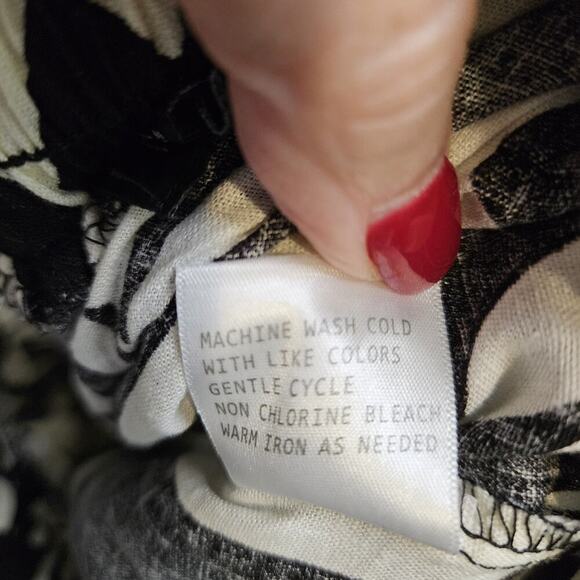 MACHINE WASH COLD
WITH LIKE COLORS
GENTLE CYCLE
NON CHLORINE BLEACH
WARM IRON AS NEEDED